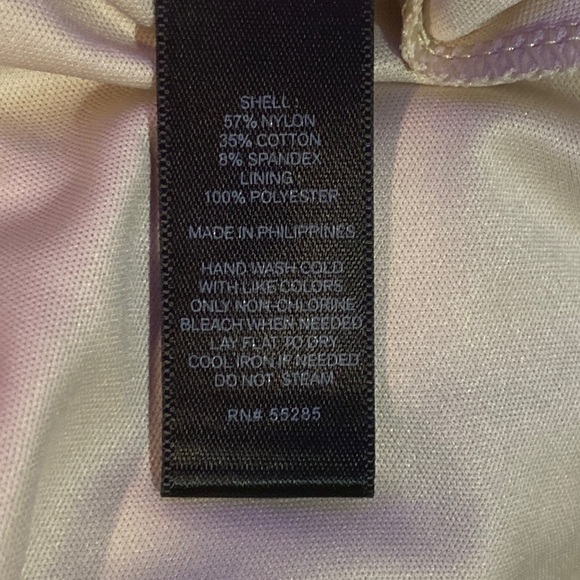 SHELL :
57% NYLON
35% COTTON
8% SPANDEX
LINING :
100% POLYESTER
MADE IN PHILIPPINES
HAND WASH COLD
WITH LIKE COLORS
ONLY NON-CHLORINE
BLEACH WHEN NEEDED
LAY FLAT TO DRY
COOL IRON IF NEEDED
DO NOT STEAM
RN# 55285